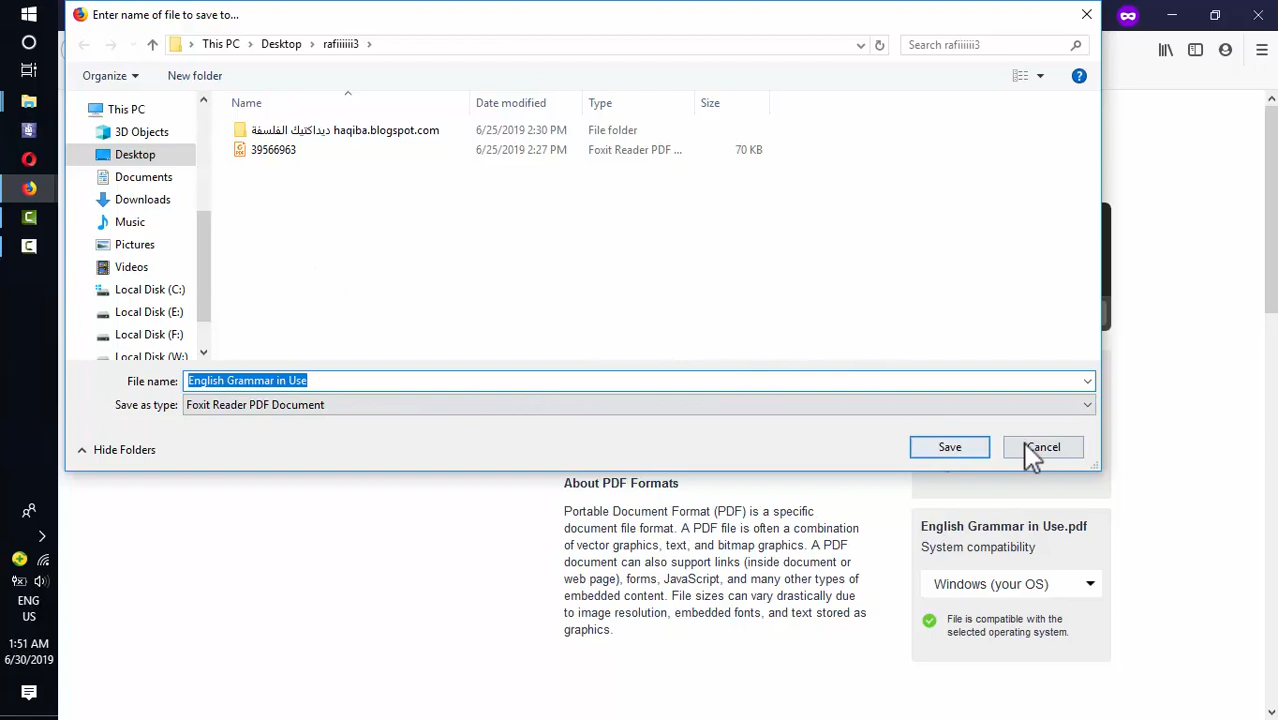 Enter name of file to save to...
This PC
Desktop
rafiiiiii3
Search rafiiiiii3
Organize
New folder
Name
Date modified
Type
Size
This PC
3D Objects
Desktop
Documents
Downloads
Music
Pictures
Videos
Local Disk (C:)
Local Disk (E:)
Local Disk (F:)
Local Disk (W:)
ديداكتيك الفلسفة haqiba.blogspot.com
6/25/2019 2:30 PM
File folder
39566963
6/25/2019 2:27 PM
Foxit Reader PDF ...
70 KB
File name:
English Grammar in Use
Save as type:
Foxit Reader PDF Document
Hide Folders
Save
Cancel
About PDF Formats
Portable Document Format (PDF) is a specific
document file format. A PDF file is often a combination
of vector graphics, text, and bitmap graphics. A PDF
document can also support links (inside document or
web page), forms, JavaScript, and many other types of
embedded content. File sizes can vary drastically due
to image resolution, embedded fonts, and text stored as
graphics.
English Grammar in Use.pdf
System compatibility
Windows (your OS)
File is compatible with the
selected operating system.
ENG
US
1:51 AM
6/30/2019